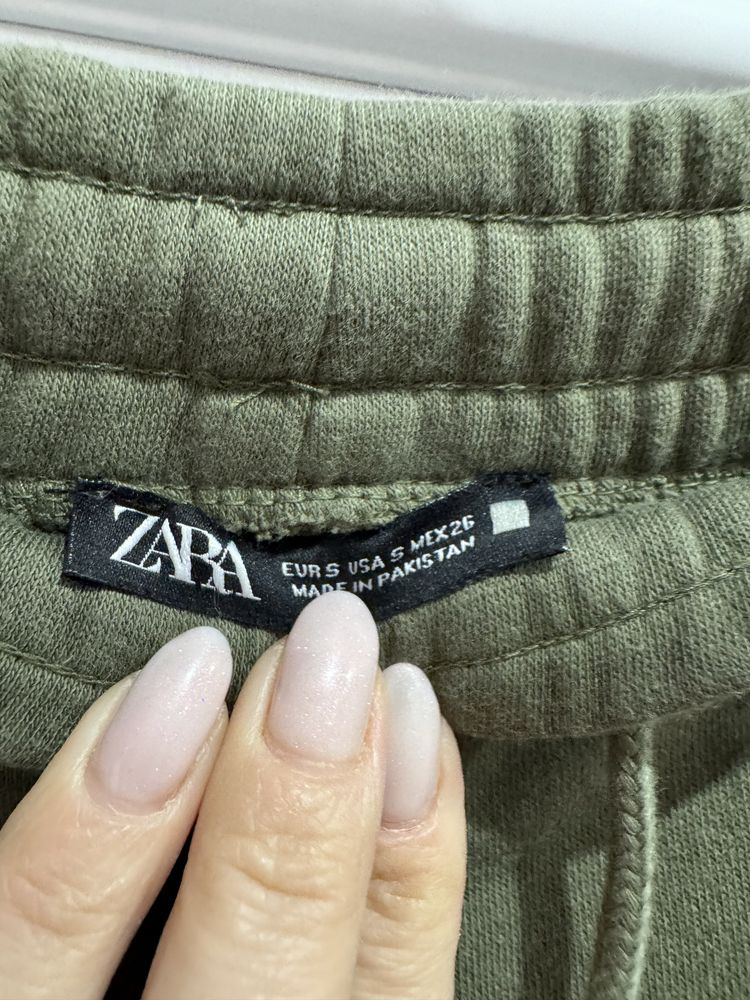 ZARA
EUR S USA S MEX 26
MADE IN PAKISTAN